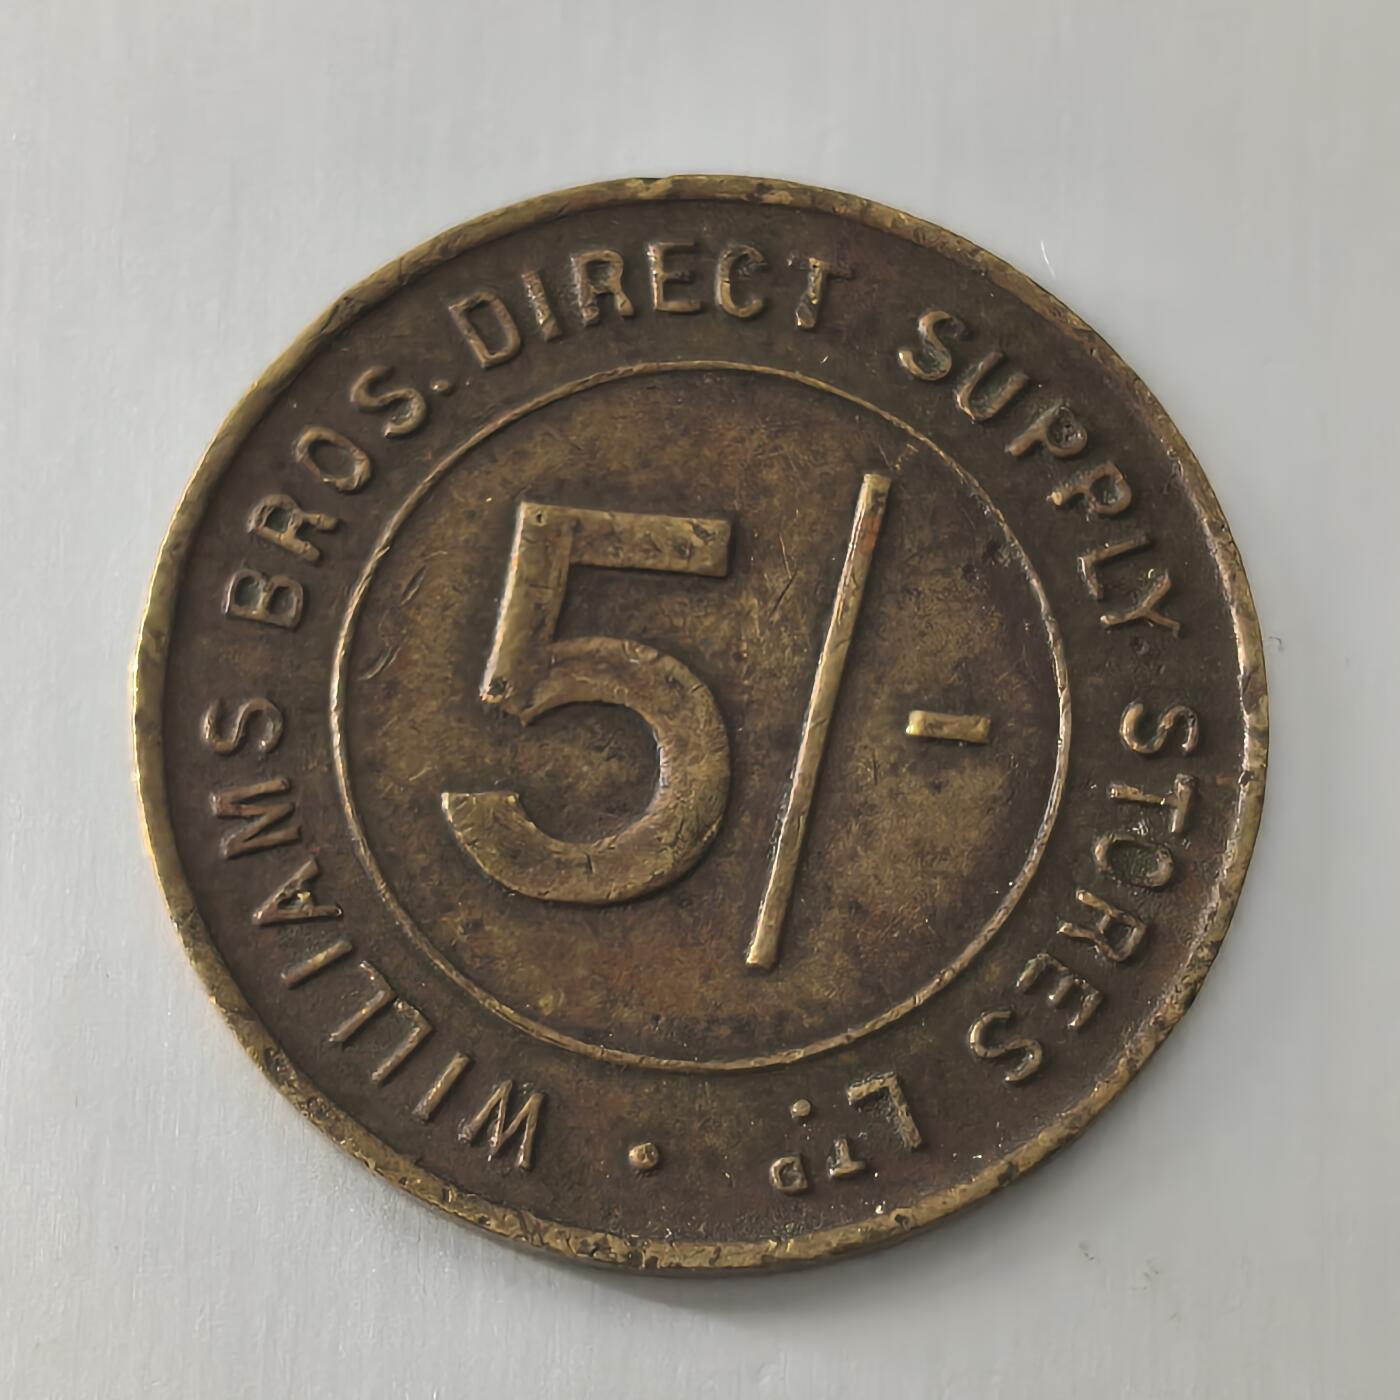 WILLIAMS BROS. DIRECT SUPPLY STORES LTD.
5/-